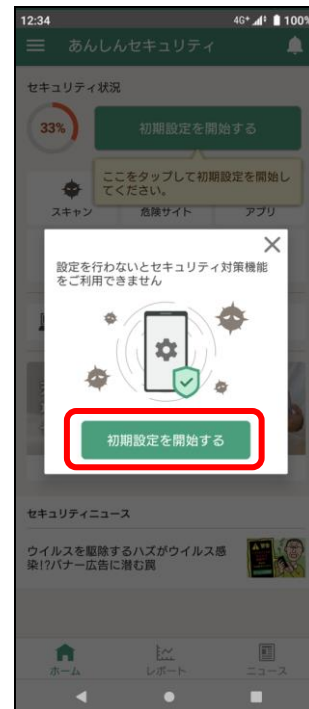 12:34 4G+ 100%
あんしんセキュリティ
セキュリティ状況
33%
初期設定を開始する
ここをタップして初期設定を開始し
てください。
スキャン 危険サイト アプリ
設定を行わないとセキュリティ対策機能
をご利用できません
初期設定を開始する
セキュリティニュース
ウイルスを駆除するハズがウイルス感
染!?バナー広告に潜む罠
ホーム レポート ニュース